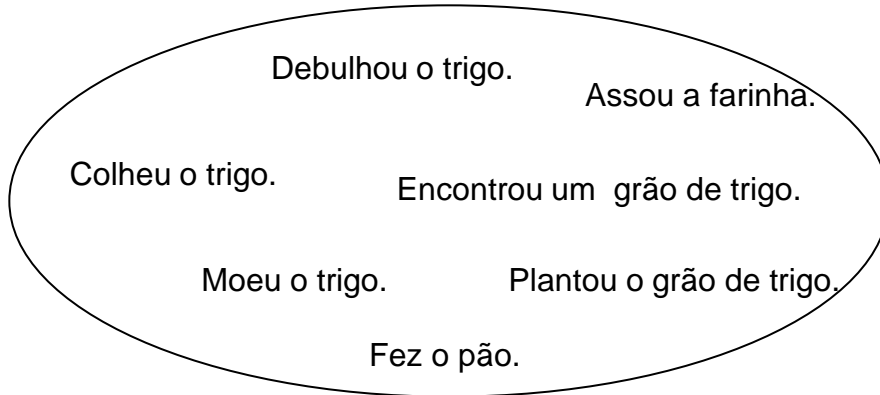 Debulhou o trigo.
Assou a farinha.
Colheu o trigo.
Encontrou um  grão de trigo.
Moeu o trigo.
Plantou o grão de trigo.
Fez o pão.